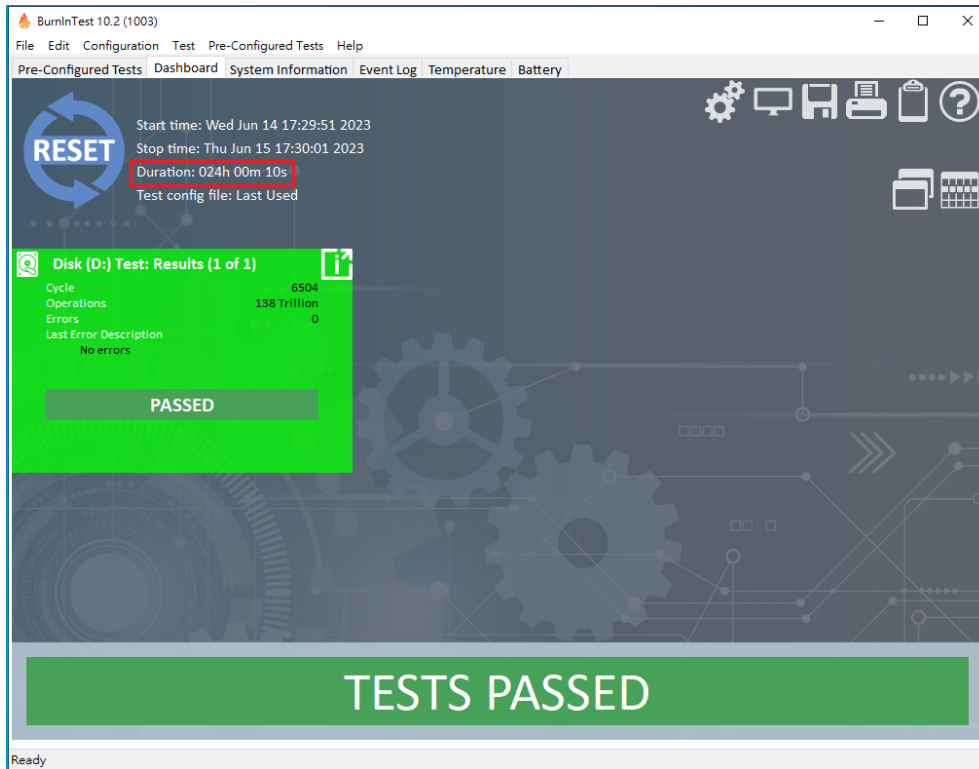 BurnInTest 10.2 (1003)
File Edit Configuration Test Pre-Configured Tests Help
Pre-Configured Tests Dashboard System Information Event Log Temperature Battery
RESET
Start time: Wed Jun 14 17:29:51 2023
Stop time: Thu Jun 15 17:30:01 2023
Duration: 024h 00m 10s
Test config file: Last Used
Disk (D:) Test: Results (1 of 1)
Cycle 6504
Operations 138 Trillion
Errors 0
Last Error Description
No errors
PASSED
TESTS PASSED
Ready